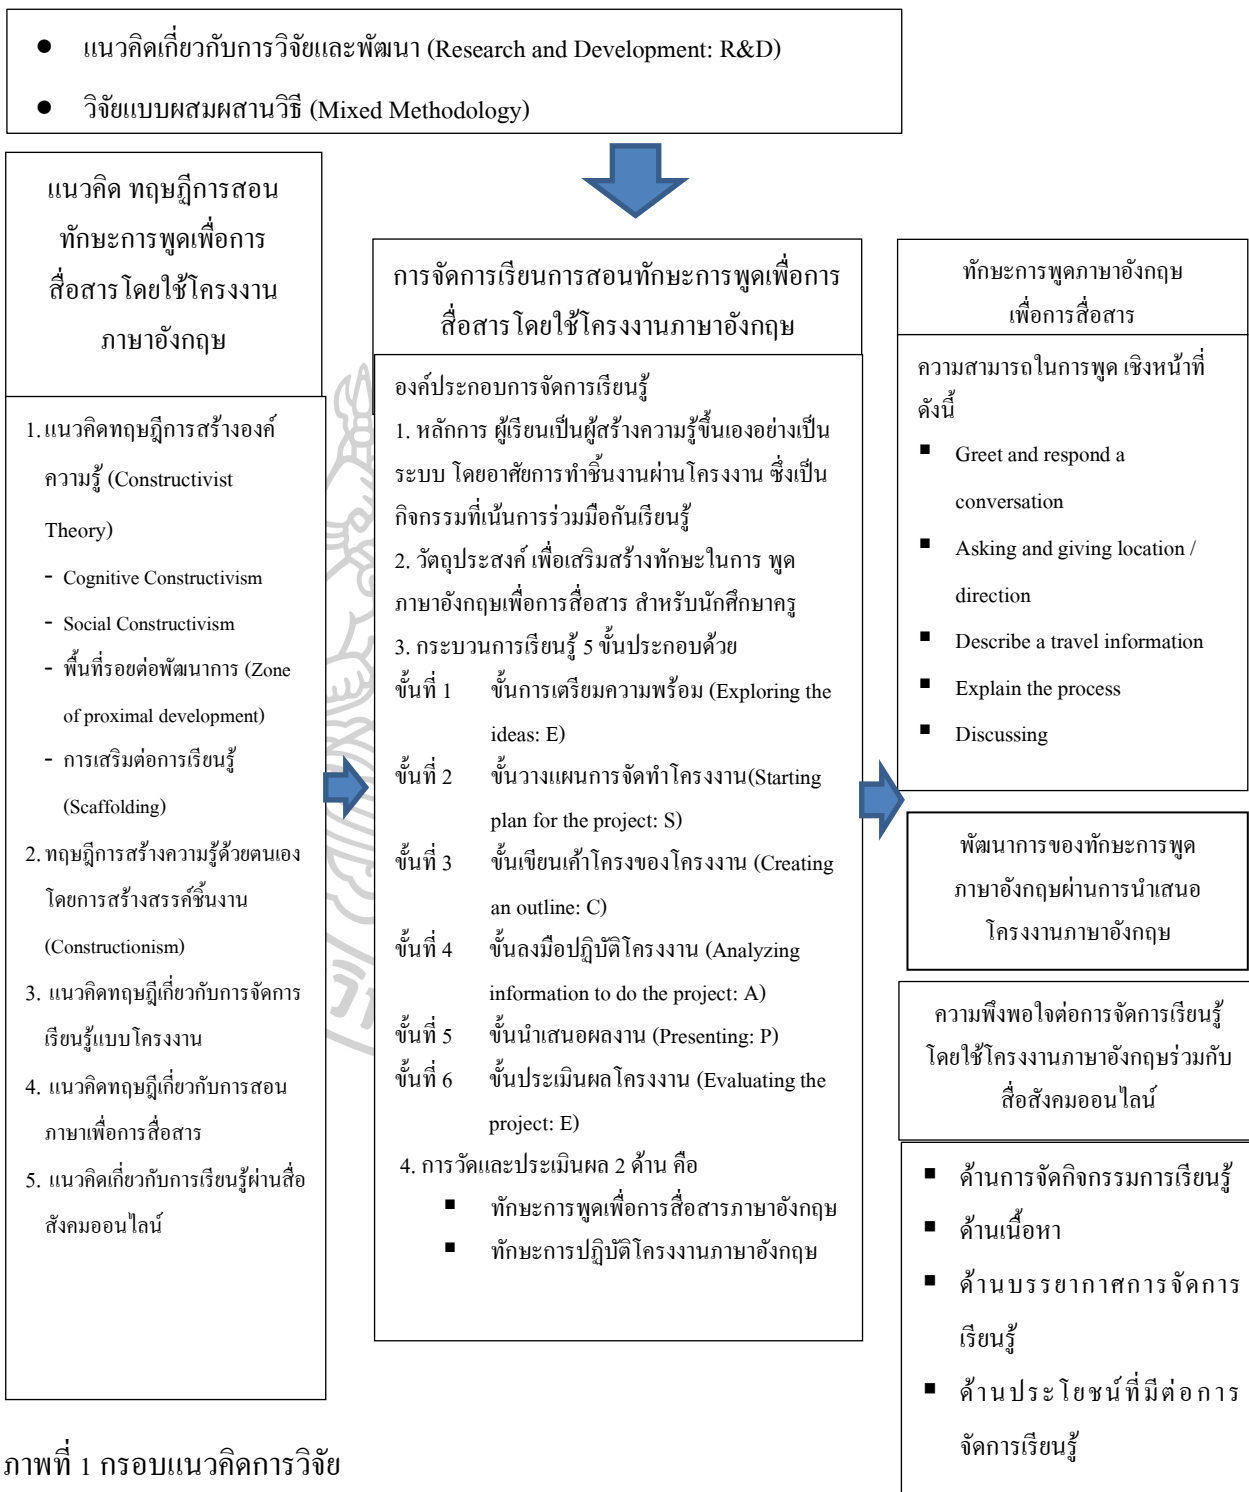 ● แนวคิดเกี่ยวกับการวิจัยและพัฒนา (Research and Development: R&D)
● วิจัยแบบผสมผสานวิธี (Mixed Methodology)
แนวคิด ทฤษฎีการสอน
ทักษะการพูดเพื่อการ
สื่อสารโดยใช้โครงงาน
ภาษาอังกฤษ
1. แนวคิดทฤษฎีการสร้างองค์
ความรู้ (Constructivist
Theory)
- Cognitive Constructivism
- Social Constructivism
- พื้นที่รอยต่อพัฒนาการ (Zone
of proximal development)
- การเสริมต่อการเรียนรู้
(Scaffolding)
2. ทฤษฎีการสร้างความรู้ด้วยตนเอง
โดยการสร้างสรรค์ชิ้นงาน
(Constructionism)
3. แนวคิดทฤษฎีเกี่ยวกับการจัดการ
เรียนรู้แบบโครงงาน
4. แนวคิดทฤษฎีเกี่ยวกับการสอน
ภาษาเพื่อการสื่อสาร
5. แนวคิดเกี่ยวกับการเรียนรู้ผ่านสื่อ
สังคมออนไลน์
การจัดการเรียนการสอนทักษะการพูดเพื่อการ
สื่อสารโดยใช้โครงงานภาษาอังกฤษ
องค์ประกอบการจัดการเรียนรู้
1. หลักการ ผู้เรียนเป็นผู้สร้างความรู้ขึ้นเองอย่างเป็น
ระบบ โดยอาศัยการทำชิ้นงานผ่านโครงงาน ซึ่งเป็น
กิจกรรมที่เน้นการร่วมมือกันเรียนรู้
2. วัตถุประสงค์ เพื่อเสริมสร้างทักษะในการ พูด
ภาษาอังกฤษเพื่อการสื่อสาร สำหรับนักศึกษาครู
3. กระบวนการเรียนรู้ 5 ขั้นประกอบด้วย
ขั้นที่ 1 ขั้นการเตรียมความพร้อม (Exploring the
ideas: E)
ขั้นที่ 2 ขั้นวางแผนการจัดทำโครงงาน(Starting
plan for the project: S)
ขั้นที่ 3 ขั้นเขียนเค้าโครงของโครงงาน (Creating
an outline: C)
ขั้นที่ 4 ขั้นลงมือปฏิบัติโครงงาน (Analyzing
information to do the project: A)
ขั้นที่ 5 ขั้นนำเสนอผลงาน (Presenting: P)
ขั้นที่ 6 ขั้นประเมินผลโครงงาน (Evaluating the
project: E)
4. การวัดและประเมินผล 2 ด้าน คือ
■ ทักษะการพูดเพื่อการสื่อสารภาษาอังกฤษ
■ ทักษะการปฏิบัติโครงงานภาษาอังกฤษ
ทักษะการพูดภาษาอังกฤษ
เพื่อการสื่อสาร
ความสามารถในการพูด เชิงหน้าที่
ดังนี้
■ Greet and respond a
conversation
■ Asking and giving location /
direction
■ Describe a travel information
■ Explain the process
■ Discussing
พัฒนาการของทักษะการพูด
ภาษาอังกฤษผ่านการนำเสนอ
โครงงานภาษาอังกฤษ
ความพึงพอใจต่อการจัดการเรียนรู้
โดยใช้โครงงานภาษาอังกฤษร่วมกับ
สื่อสังคมออนไลน์
■ ด้านการจัดกิจกรรมการเรียนรู้
■ ด้านเนื้อหา
■ ด้านบรรยากาศการจัดการ
เรียนรู้
■ ด้านประโยชน์ที่มีต่อการ
จัดการเรียนรู้
ภาพที่ 1 กรอบแนวคิดการวิจัย